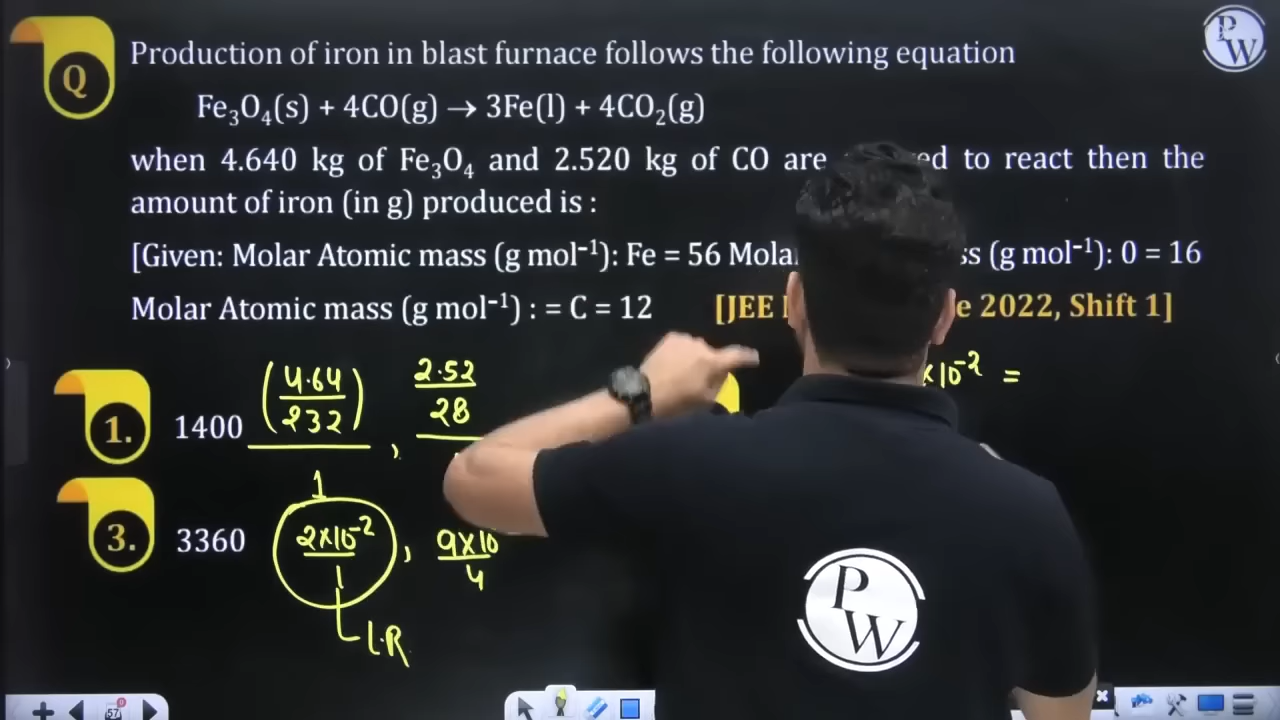 Q
Production of iron in blast furnace follows the following equation
P
W
Fe₃O₄(s) + 4CO(g) → 3Fe(l) + 4CO₂(g)
when 4.640 kg of Fe₃O₄ and 2.520 kg of CO are to react then the
amount of iron (in g) produced is :
[Given: Molar Atomic mass (g mol⁻¹): Fe = 56 (g mol⁻¹): 0 = 16
Molar Atomic mass (g mol⁻¹) : = C = 12 [JEE 2022, Shift 1]
1. 1400
(4.64/232)/1 , 2.52/28
×10⁻² =
3. 3360
2×10⁻²/1 , 9×10/4
L.R
P
W